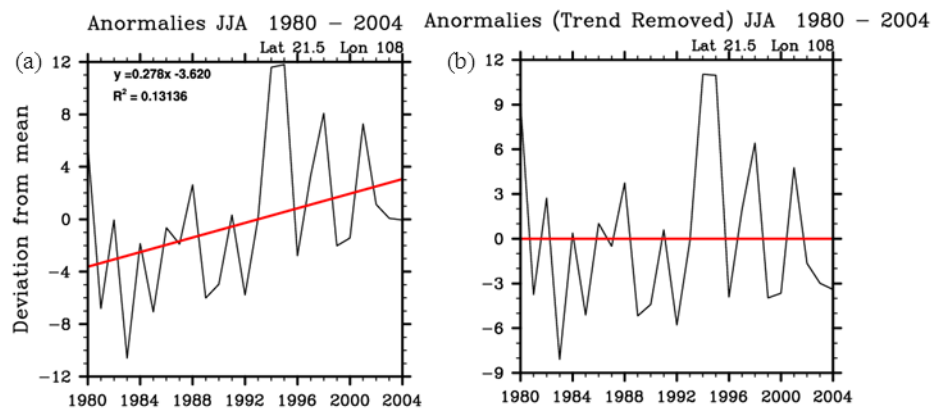 Anormalies JJA 1980 – 2004
Lat 21.5 Lon 108
(a)
y =0.278x -3.620
R² = 0.13136
Deviation from mean
12
8
4
0
−4
−8
−12
1980 1984 1988 1992 1996 2000 2004
Anormalies (Trend Removed) JJA 1980 – 2004
Lat 21.5 Lon 108
(b)
12
9
6
3
0
−3
−6
−9
1980 1984 1988 1992 1996 2000 2004